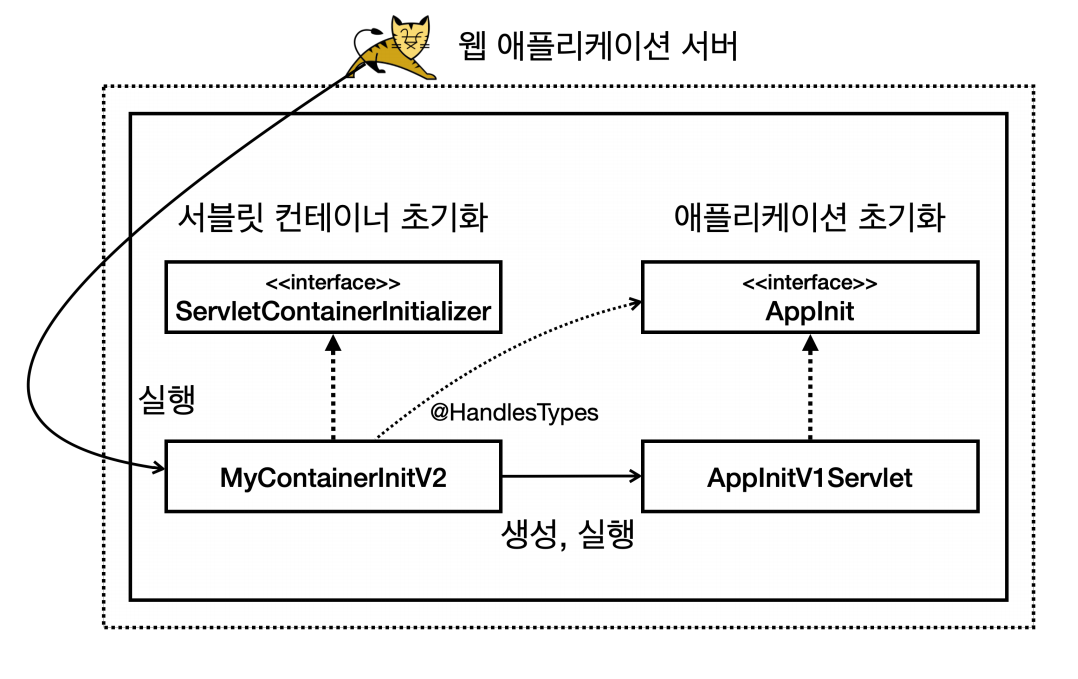 웹 애플리케이션 서버
서블릿 컨테이너 초기화
애플리케이션 초기화
<<interface>>
ServletContainerInitializer
<<interface>>
AppInit
실행
@HandlesTypes
MyContainerInitV2
AppInitV1Servlet
생성, 실행